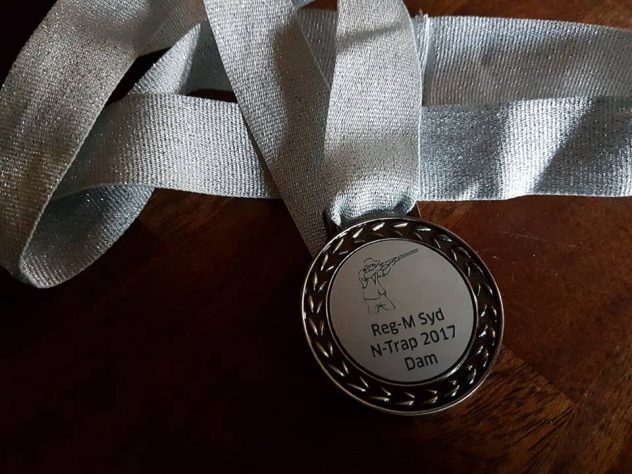 Reg-M Syd
N-Trap 2017
Dam